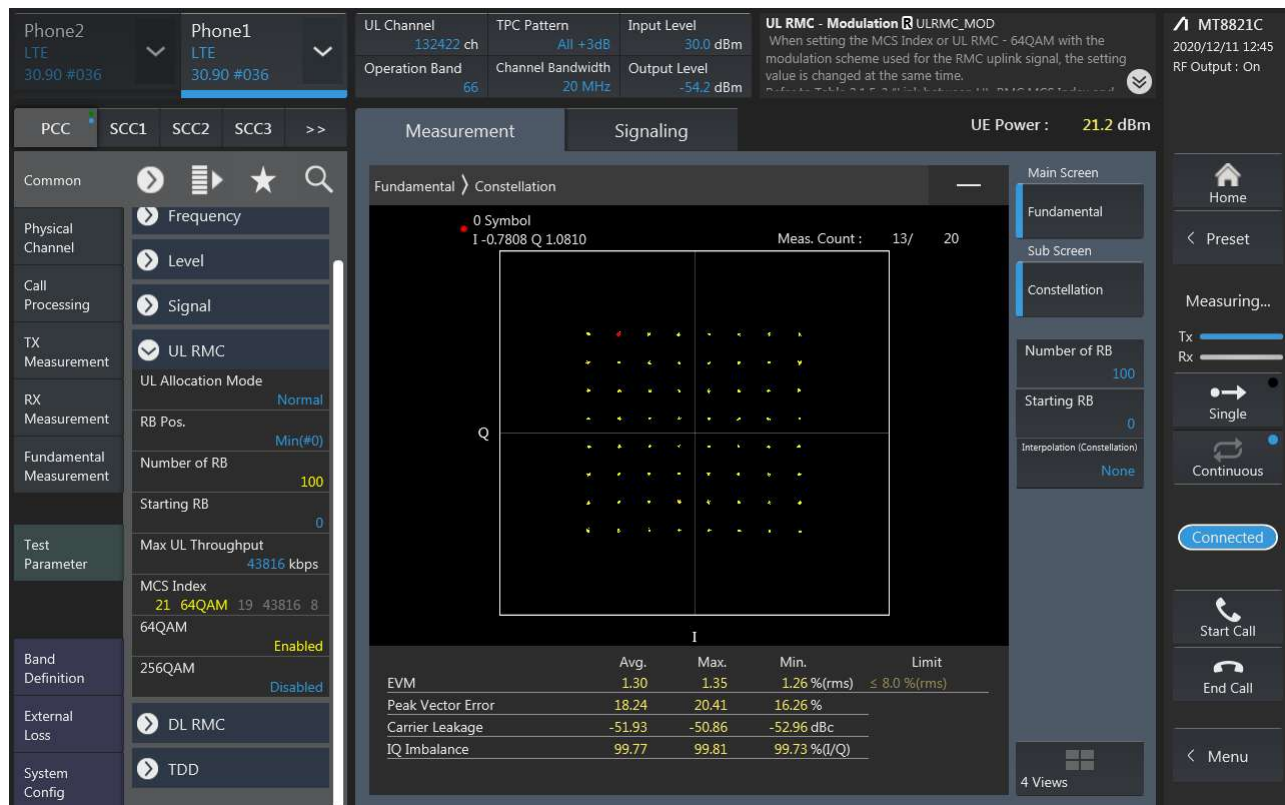 Phone2
LTE
30.90 #036
Phone1
LTE
30.90 #036
UL Channel
132422 ch
TPC Pattern
All +3dB
Input Level
30.0 dBm
Operation Band
66
Channel Bandwidth
20 MHz
Output Level
-54.2 dBm
UL RMC - Modulation R ULRMC_MOD
When setting the MCS Index or UL RMC - 64QAM with the
modulation scheme used for the RMC uplink signal, the setting
value is changed at the same time.
MT8821C
2020/12/11 12:45
RF Output : On
PCC SCC1 SCC2 SCC3 >>
Measurement
Signaling
UE Power : 21.2 dBm
Common
Physical
Channel
Call
Processing
TX
Measurement
RX
Measurement
Fundamental
Measurement
Test
Parameter
Band
Definition
External
Loss
System
Config
Frequency
Level
Signal
UL RMC
UL Allocation Mode
Normal
RB Pos.
Min(#0)
Number of RB
100
Starting RB
0
Max UL Throughput
43816 kbps
MCS Index
21 64QAM 19 43816 8
64QAM
Enabled
256QAM
Disabled
DL RMC
TDD
Fundamental 〉 Constellation
0 Symbol
I -0.7808 Q 1.0810
Meas. Count : 13/ 20
Q
I
Avg. Max. Min. Limit
EVM 1.30 1.35 1.26 %(rms) ≤ 8.0 %(rms)
Peak Vector Error 18.24 20.41 16.26 %
Carrier Leakage -51.93 -50.86 -52.96 dBc
IQ Imbalance 99.77 99.81 99.73 %(I/Q)
Main Screen
Fundamental
Sub Screen
Constellation
Number of RB
100
Starting RB
0
Interpolation (Constellation)
None
4 Views
Home
< Preset
Measuring...
Tx
Rx
Single
Continuous
Connected
Start Call
End Call
< Menu